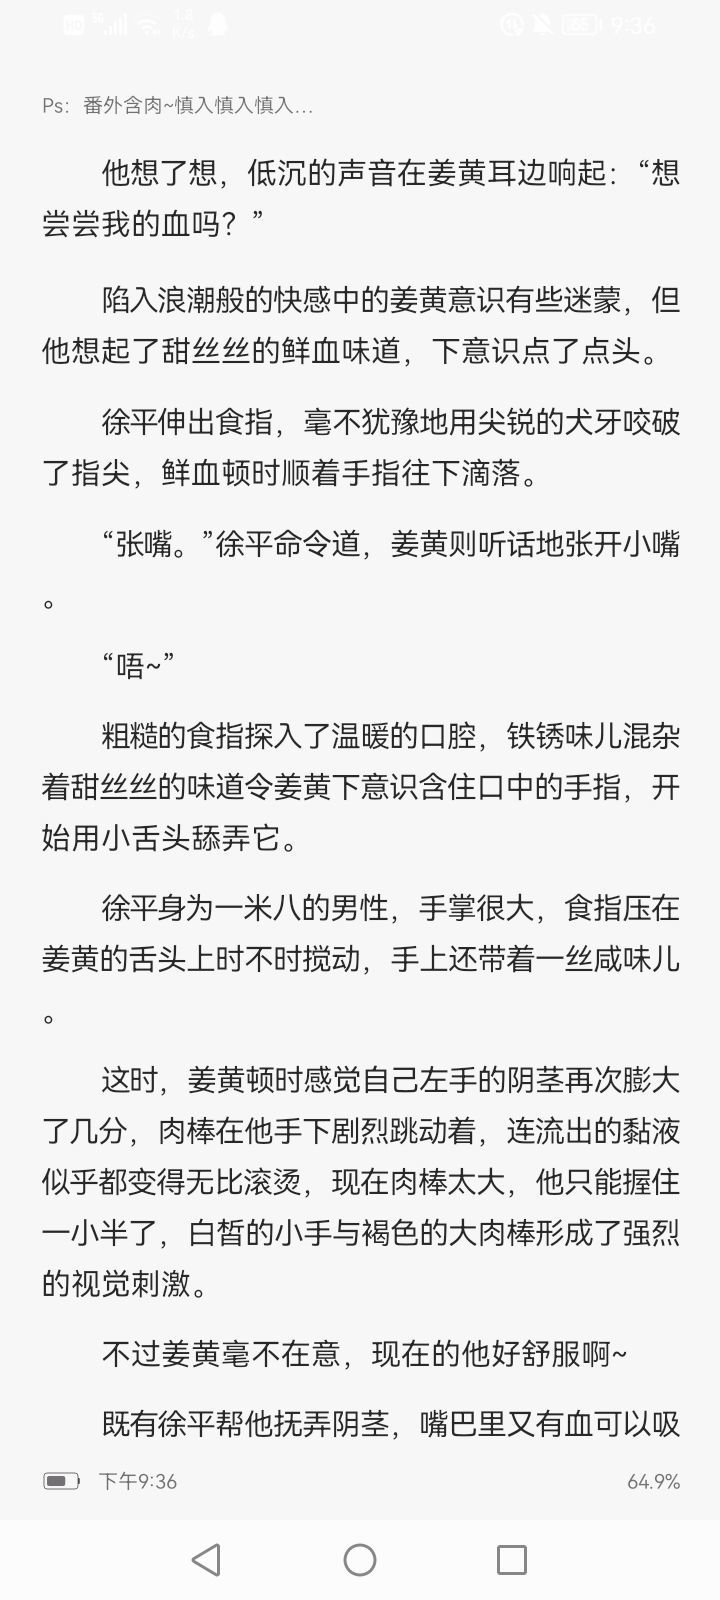 HD 5G 1.8 K/s 65 9:36
Ps：番外含肉~慎入慎入慎入...
他想了想，低沉的声音在姜黄耳边响起：“想
尝尝我的血吗？”
陷入浪潮般的快感中的姜黄意识有些迷蒙，但
他想起了甜丝丝的鲜血味道，下意识点了点头。
徐平伸出食指，毫不犹豫地用尖锐的犬牙咬破
了指尖，鲜血顿时顺着手指往下滴落。
“张嘴。”徐平命令道，姜黄则听话地张开小嘴
。
“唔~”
粗糙的食指探入了温暖的口腔，铁锈味儿混杂
着甜丝丝的味道令姜黄下意识含住口中的手指，开
始用小舌头舔弄它。
徐平身为一米八的男性，手掌很大，食指压在
姜黄的舌头上时不时搅动，手上还带着一丝咸味儿
。
这时，姜黄顿时感觉自己左手的阴茎再次膨大
了几分，肉棒在他手下剧烈跳动着，连流出的黏液
似乎都变得无比滚烫，现在肉棒太大，他只能握住
一小半了，白皙的小手与褐色的大肉棒形成了强烈
的视觉刺激。
不过姜黄毫不在意，现在的他好舒服啊~
既有徐平帮他抚弄阴茎，嘴巴里又有血可以吸
下午9:36 64.9%